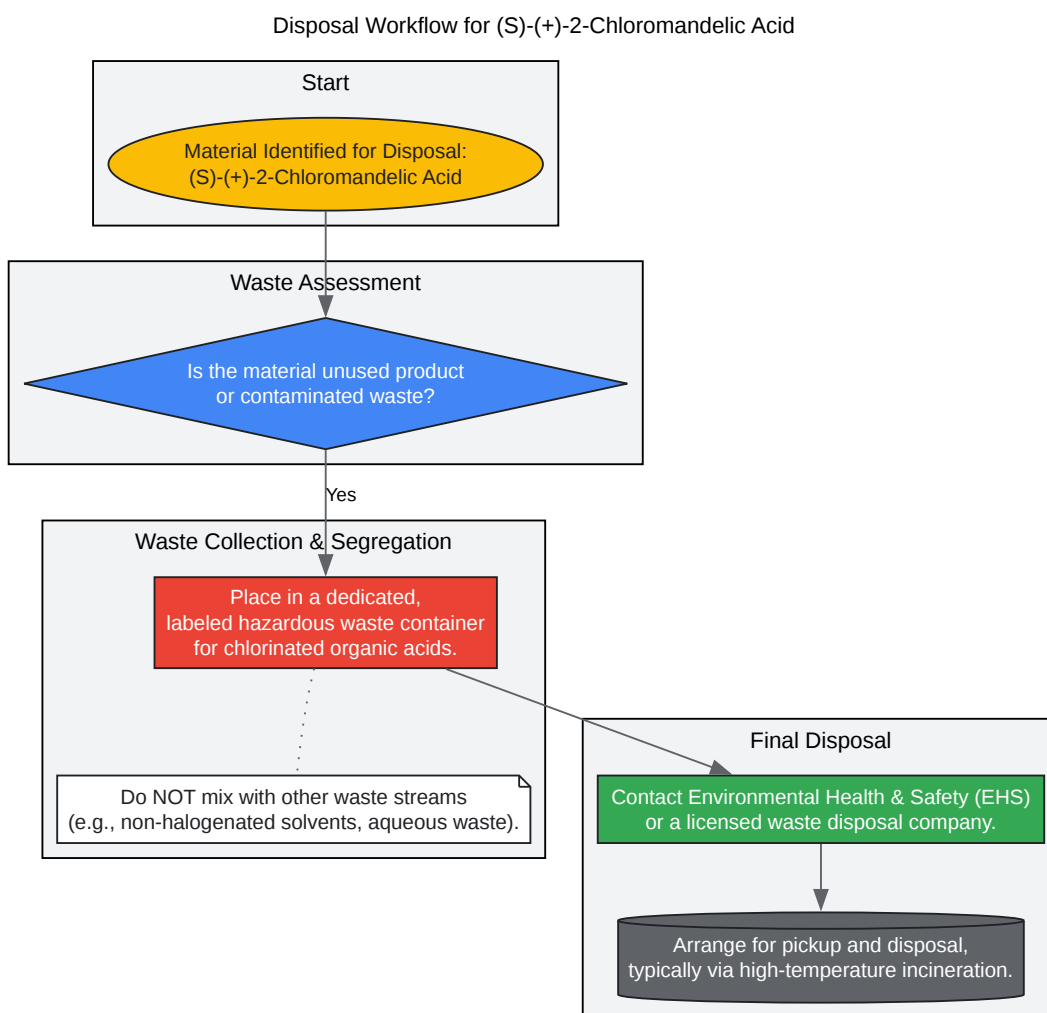 Disposal Workflow for (S)-(+)-2-Chloromandelic Acid
Start
Material Identified for Disposal:
(S)-(+)-2-Chloromandelic Acid
Waste Assessment
Is the material unused product
or contaminated waste?
Yes
Waste Collection & Segregation
Place in a dedicated,
labeled hazardous waste container
for chlorinated organic acids.
Do NOT mix with other waste streams
(e.g., non-halogenated solvents, aqueous waste).
Final Disposal
Contact Environmental Health & Safety (EHS)
or a licensed waste disposal company.
Arrange for pickup and disposal,
typically via high-temperature incineration.